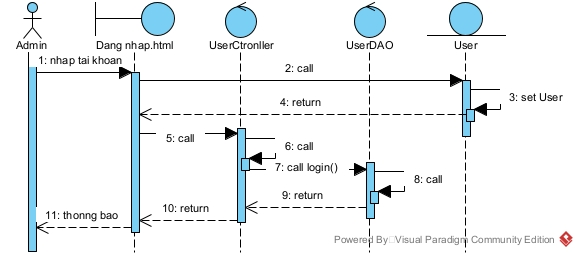 Admin
Dang nhap.html
UserCtronller
UserDAO
User
1: nhap tai khoan
2: call
3: set User
4: return
5: call
6: call
7: call login()
8: call
9: return
10: return
11: thonng bao
Powered By Visual Paradigm Community Edition